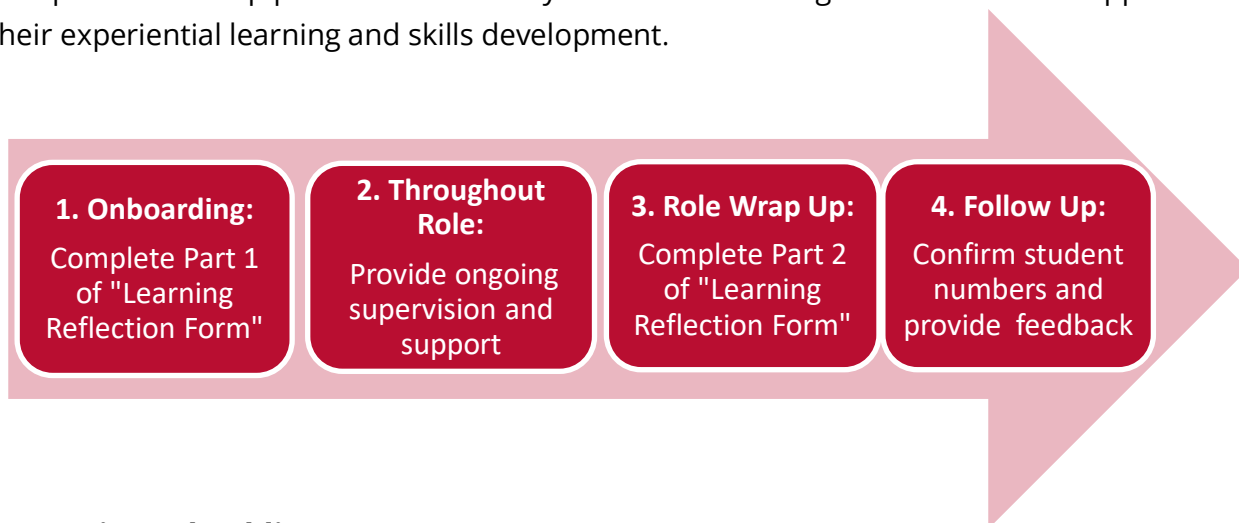 their experiential learning and skills development.
1. Onboarding:
Complete Part 1
of "Learning
Reflection Form"
2. Throughout
Role:
Provide ongoing
supervision and
support
3. Role Wrap Up:
Complete Part 2
of "Learning
Reflection Form"
4. Follow Up:
Confirm student
numbers and
provide feedback